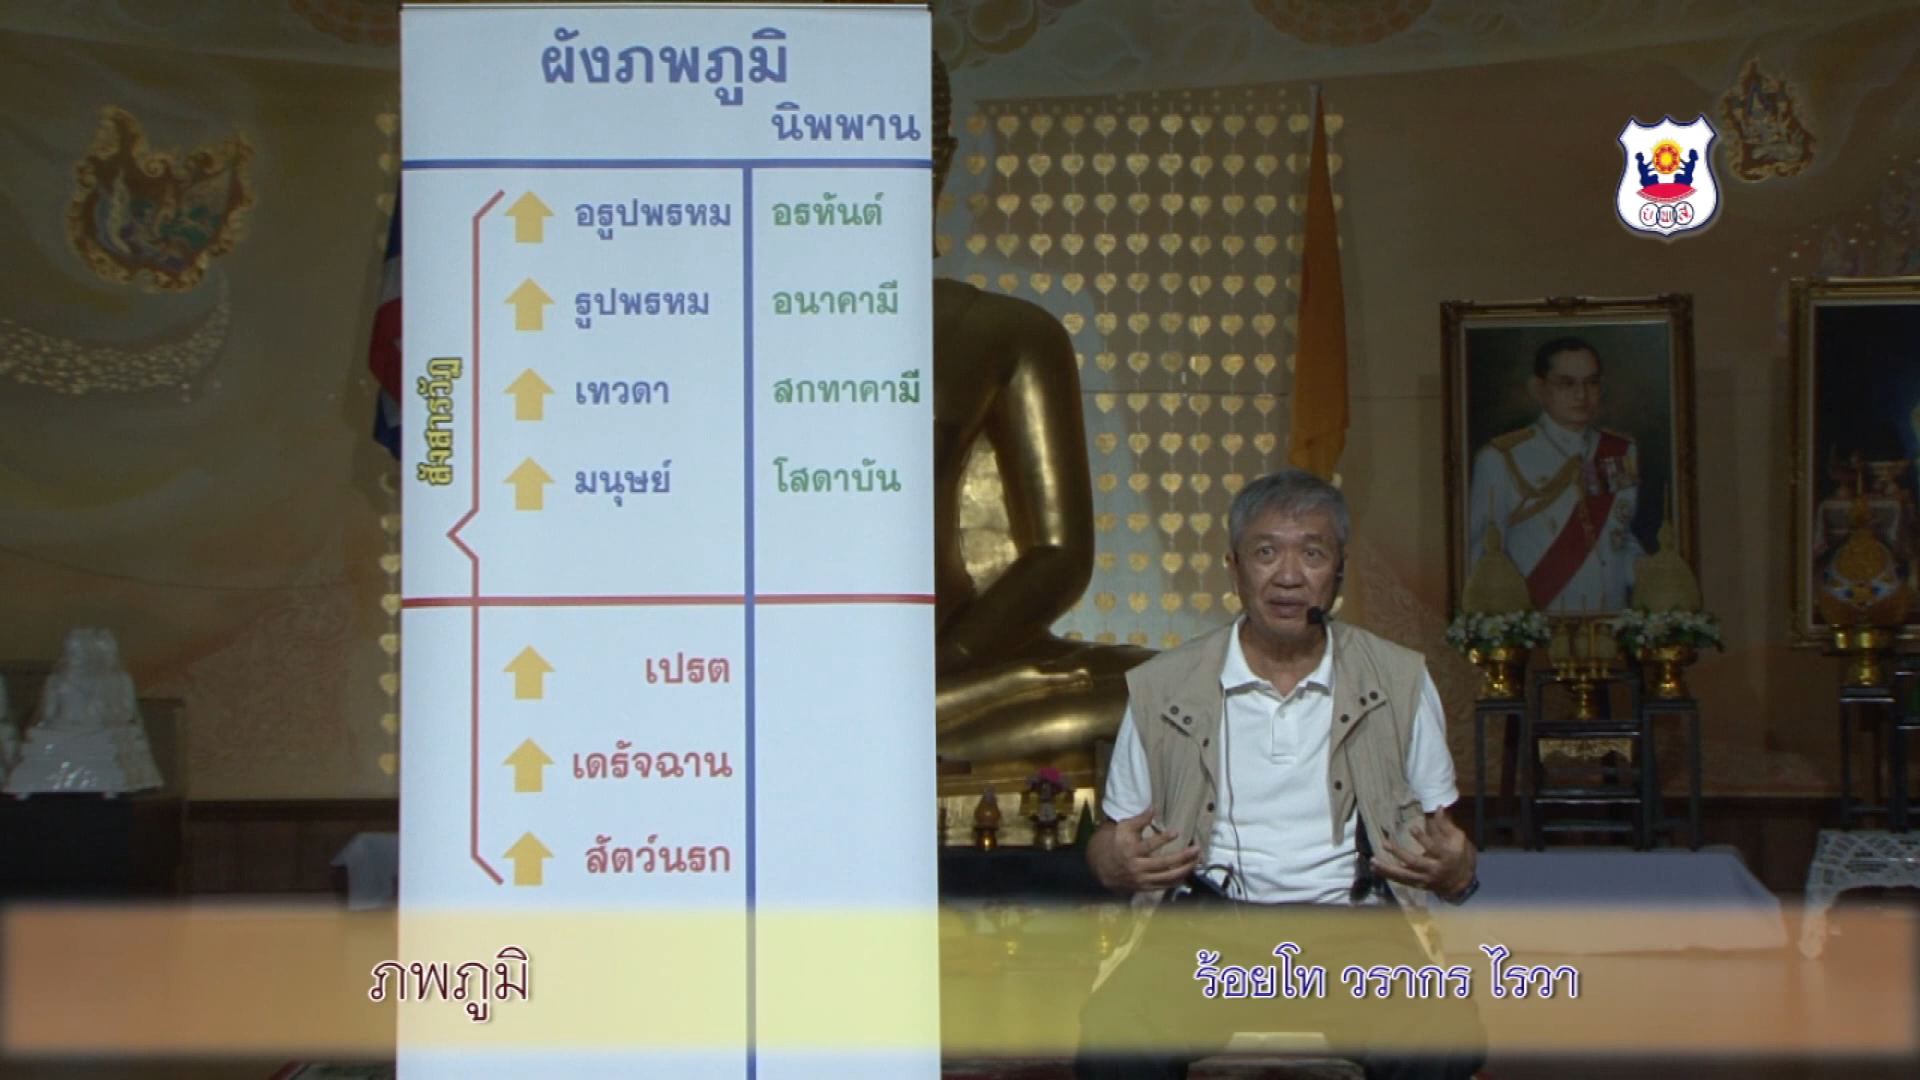 ผังภพภูมิ
นิพพาน
อรูปพรหม อรหันต์
รูปพรหม อนาคามี
เทวดา สกทาคามี
มนุษย์ โสดาบัน
สังสารวัฏ
เปรต
เดรัจฉาน
สัตว์นรก
ภพภูมิ
ร้อยโท วรากร ไรวา